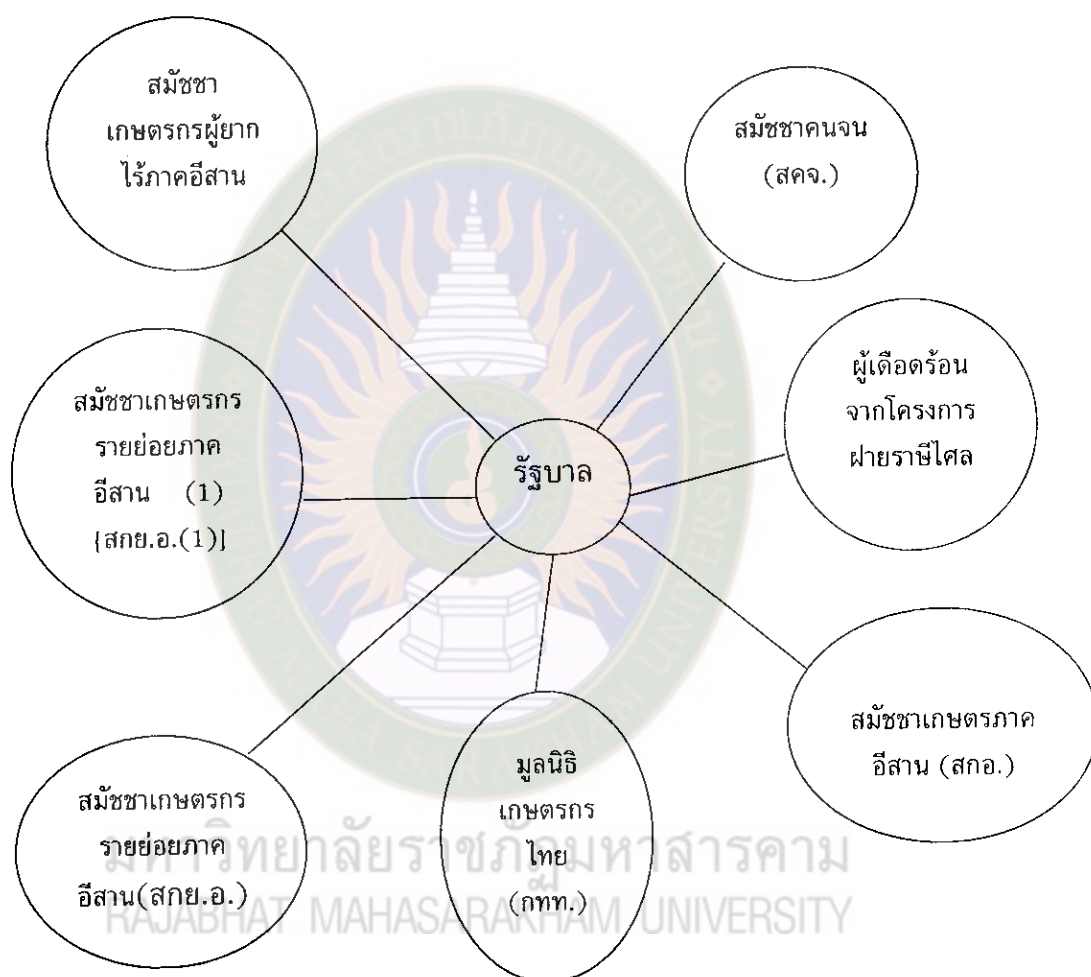 สมัชชา
เกษตรกรผู้ยาก
ไร้ภาคอีสาน
สมัชชาคนจน
(สคจ.)
ผู้เดือดร้อน
จากโครงการ
ฝายราษีไศล
สมัชชาเกษตรกร
รายย่อยภาค
อีสาน (1)
{สกย.อ.(1)]
รัฐบาล
สมัชชาเกษตรภาค
อีสาน (สกอ.)
มูลนิธิ
เกษตรกร
ไทย
(กทท.)
สมัชชาเกษตรกร
รายย่อยภาค
อีสาน(สกย.อ.)
มหาวิทยาลัยราชภัฏมหาสารคาม
RAJABHAT MAHASARAKHAM UNIVERSITY